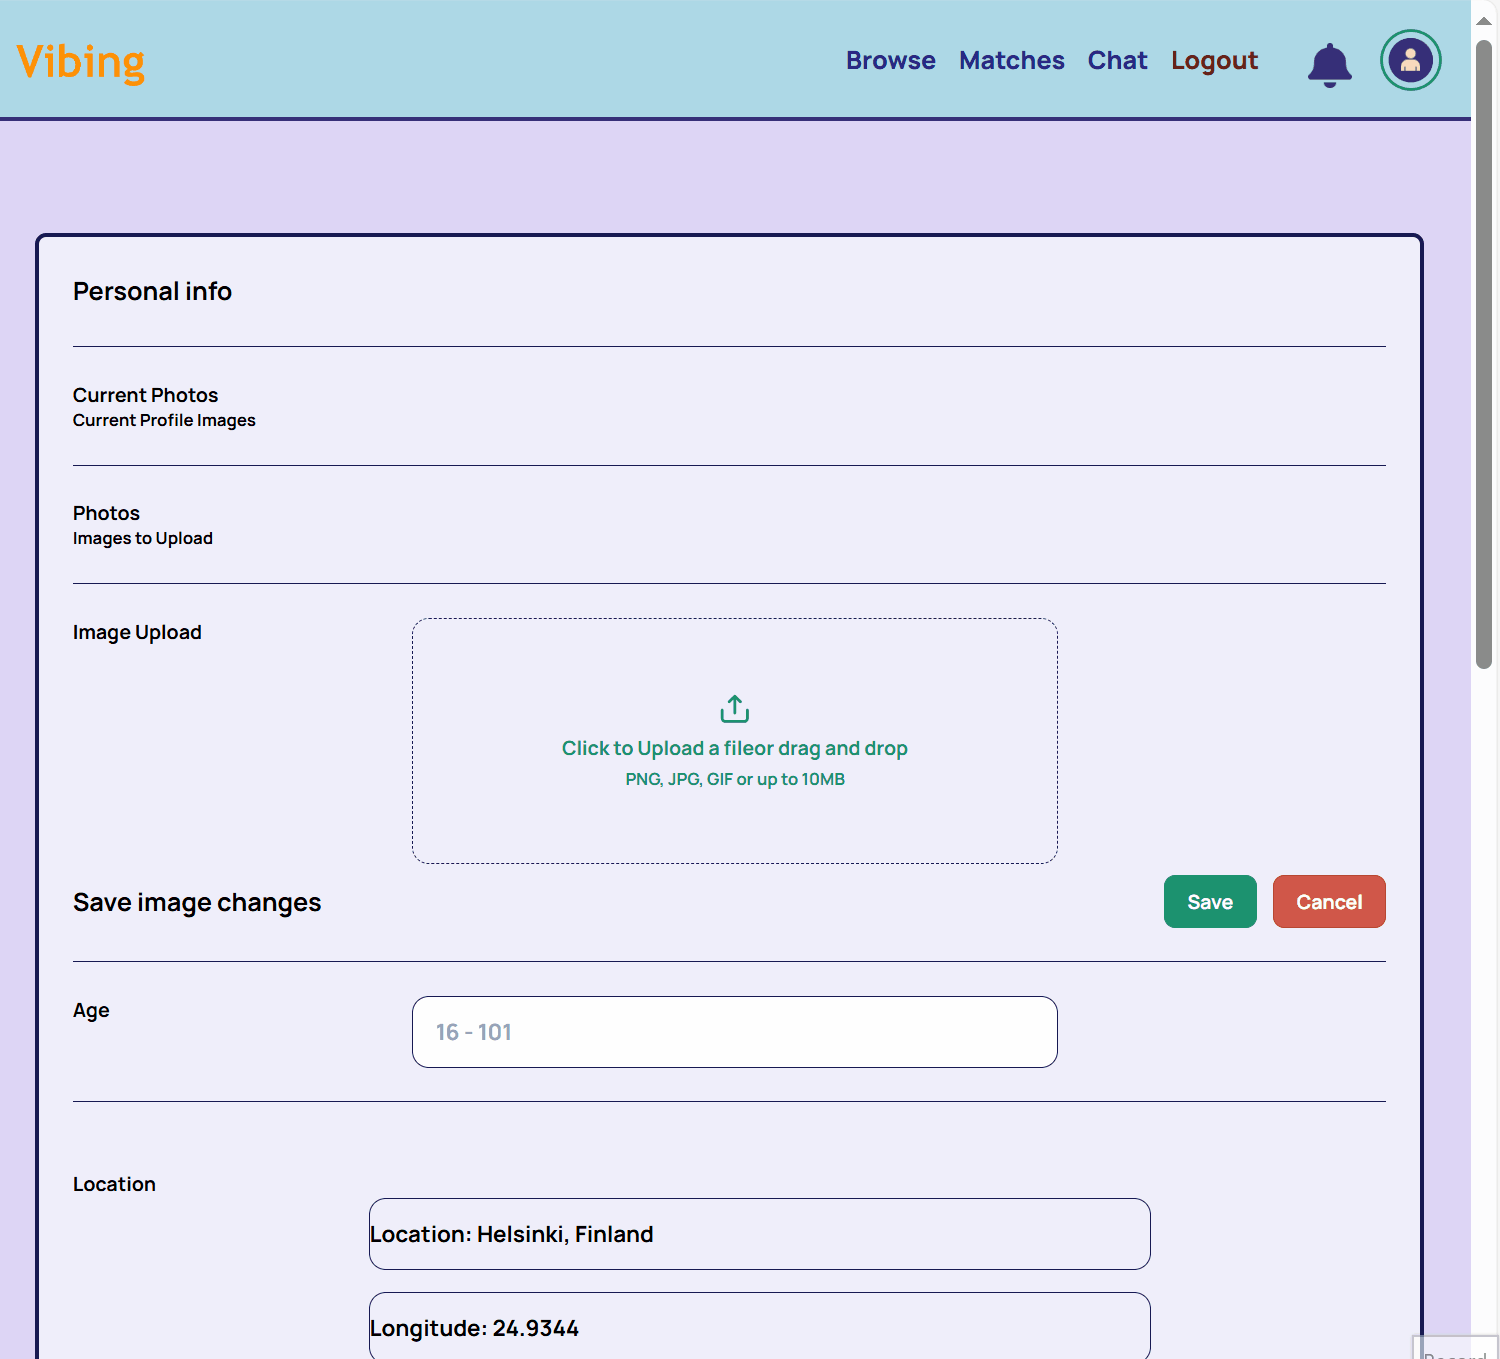 Vibing
Browse Matches Chat Logout
Personal info
Current Photos
Current Profile Images
Photos
Images to Upload
Image Upload
Click to Upload a fileor drag and drop
PNG, JPG, GIF or up to 10MB
Save image changes
Save Cancel
Age
16 - 101
Location
Location: Helsinki, Finland
Longitude: 24.9344